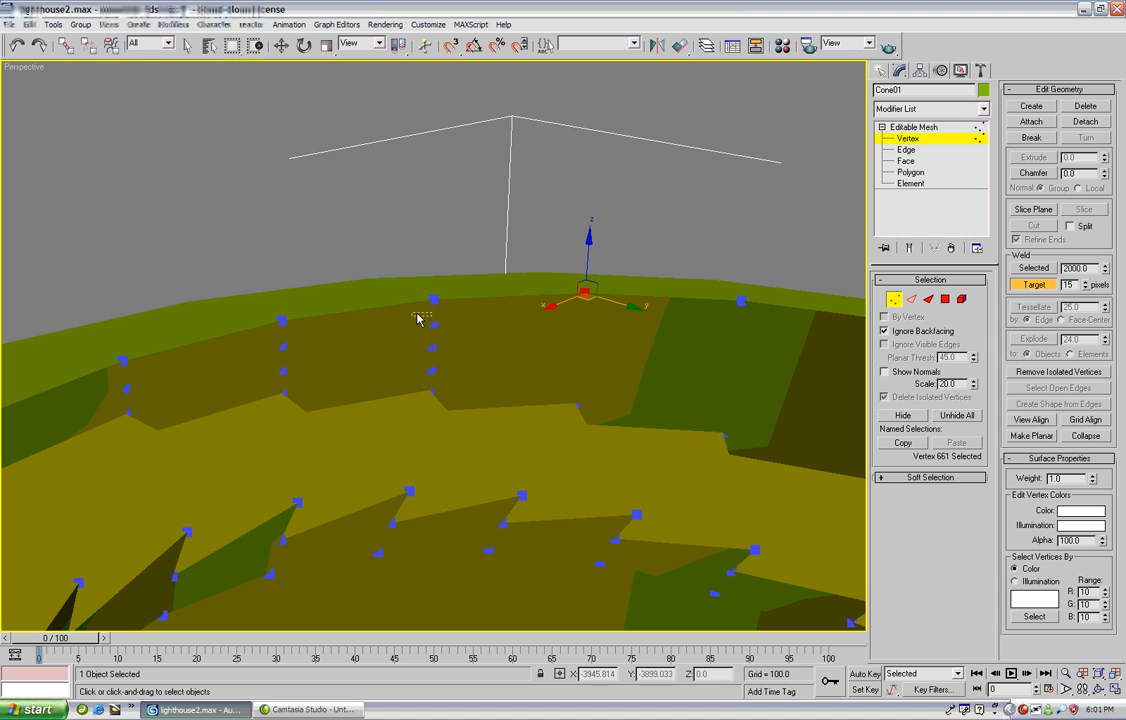 lighthouse2.max -
Tools Group Create Modifiers Character reactor Animation Graph Editors Rendering Customize MAXScript Help
All View View
Perspective
Cone01
Modifier List
Editable Mesh
Vertex
Edge
Face
Polygon
Element
Selection
By Vertex
Ignore Backfacing
Ignore Visible Edges
Planar Thresh: 45.0
Show Normals
Scale: 20.0
Delete Isolated Vertices
Hide Unhide All
Named Selections:
Copy Paste
Vertex 661 Selected
Soft Selection
Edit Geometry
Create Delete
Attach Detach
Break Turn
Extrude 0.0
Chamfer 0.0
Normal: Group Local
Slice Plane Slice
Cut Split
Refine Ends
Weld
Selected 2000.0
Target 15 pixels
Tessellate 25.0
by: Edge Face-Center
Explode 24.0
to: Objects Elements
Remove Isolated Vertices
Select Open Edges
Create Shape from Edges
View Align Grid Align
Make Planar Collapse
Surface Properties
Weight: 1.0
Edit Vertex Colors
Color:
Illumination:
Alpha: 100.0
Select Vertices By
Color Range:
Illumination R: 10
G: 10
Select B: 10
x y z
0 / 100
0 5 10 15 20 25 30 35 40 45 50 55 60 65 70 75 80 85 90 95 100
1 Object Selected X: -3945.814 Y: -3899.033 Z: 0.0 Grid = 100.0 Auto Key Selected
Click or click-and-drag to select objects Add Time Tag Set Key Key Filters... 0
start lighthouse2.max - Au... Camtasia Studio - Unt... 6:01 PM